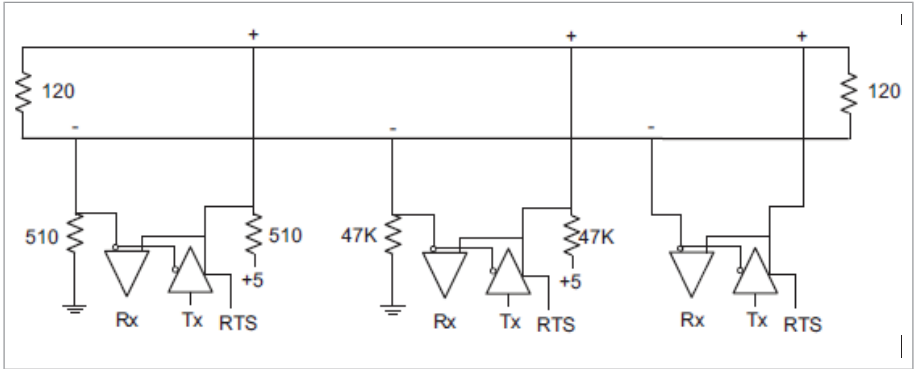 + + +
120 120
- - -
510 510 47K 47K
+5 +5
Rx Tx RTS Rx Tx RTS Rx Tx RTS